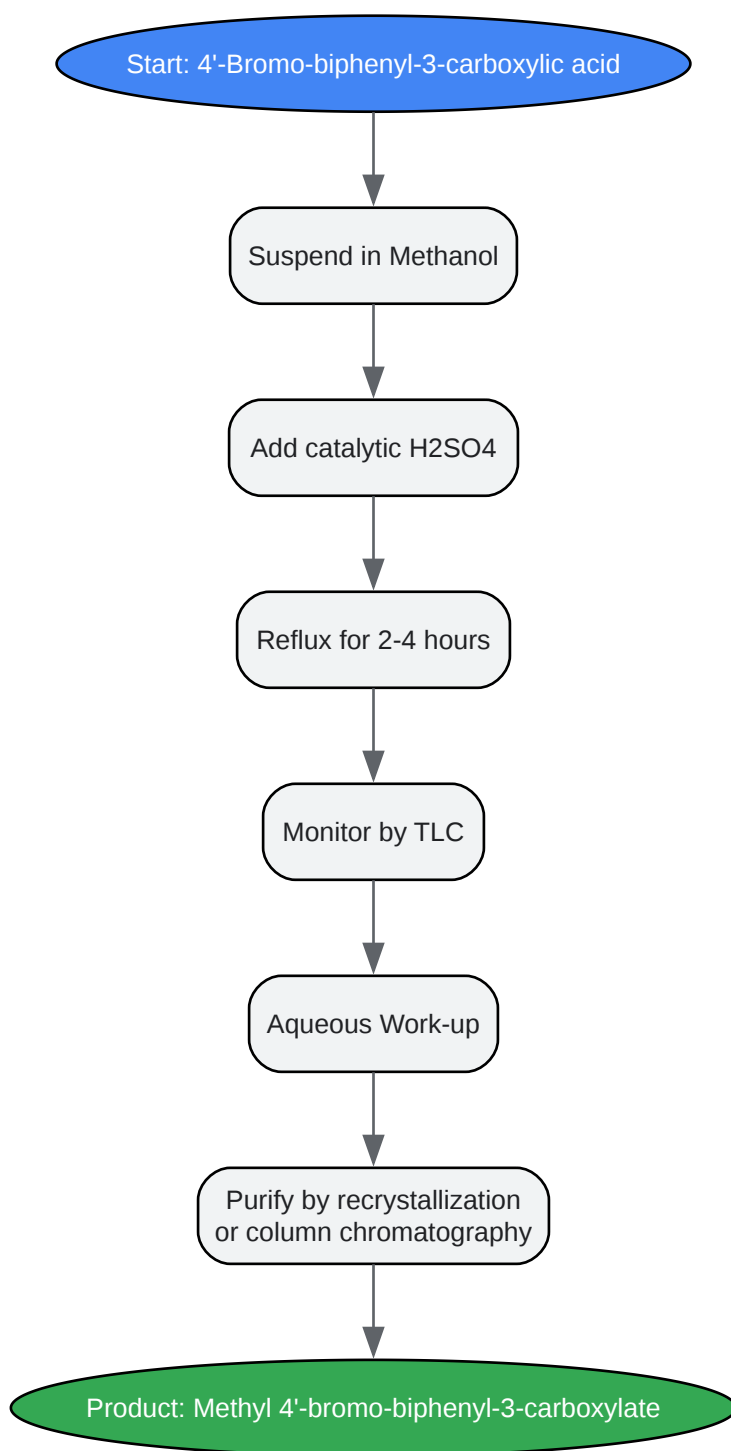 Start: 4'-Bromo-biphenyl-3-carboxylic acid
Suspend in Methanol
Add catalytic H2SO4
Reflux for 2-4 hours
Monitor by TLC
Aqueous Work-up
Purify by recrystallization
or column chromatography
Product: Methyl 4'-bromo-biphenyl-3-carboxylate